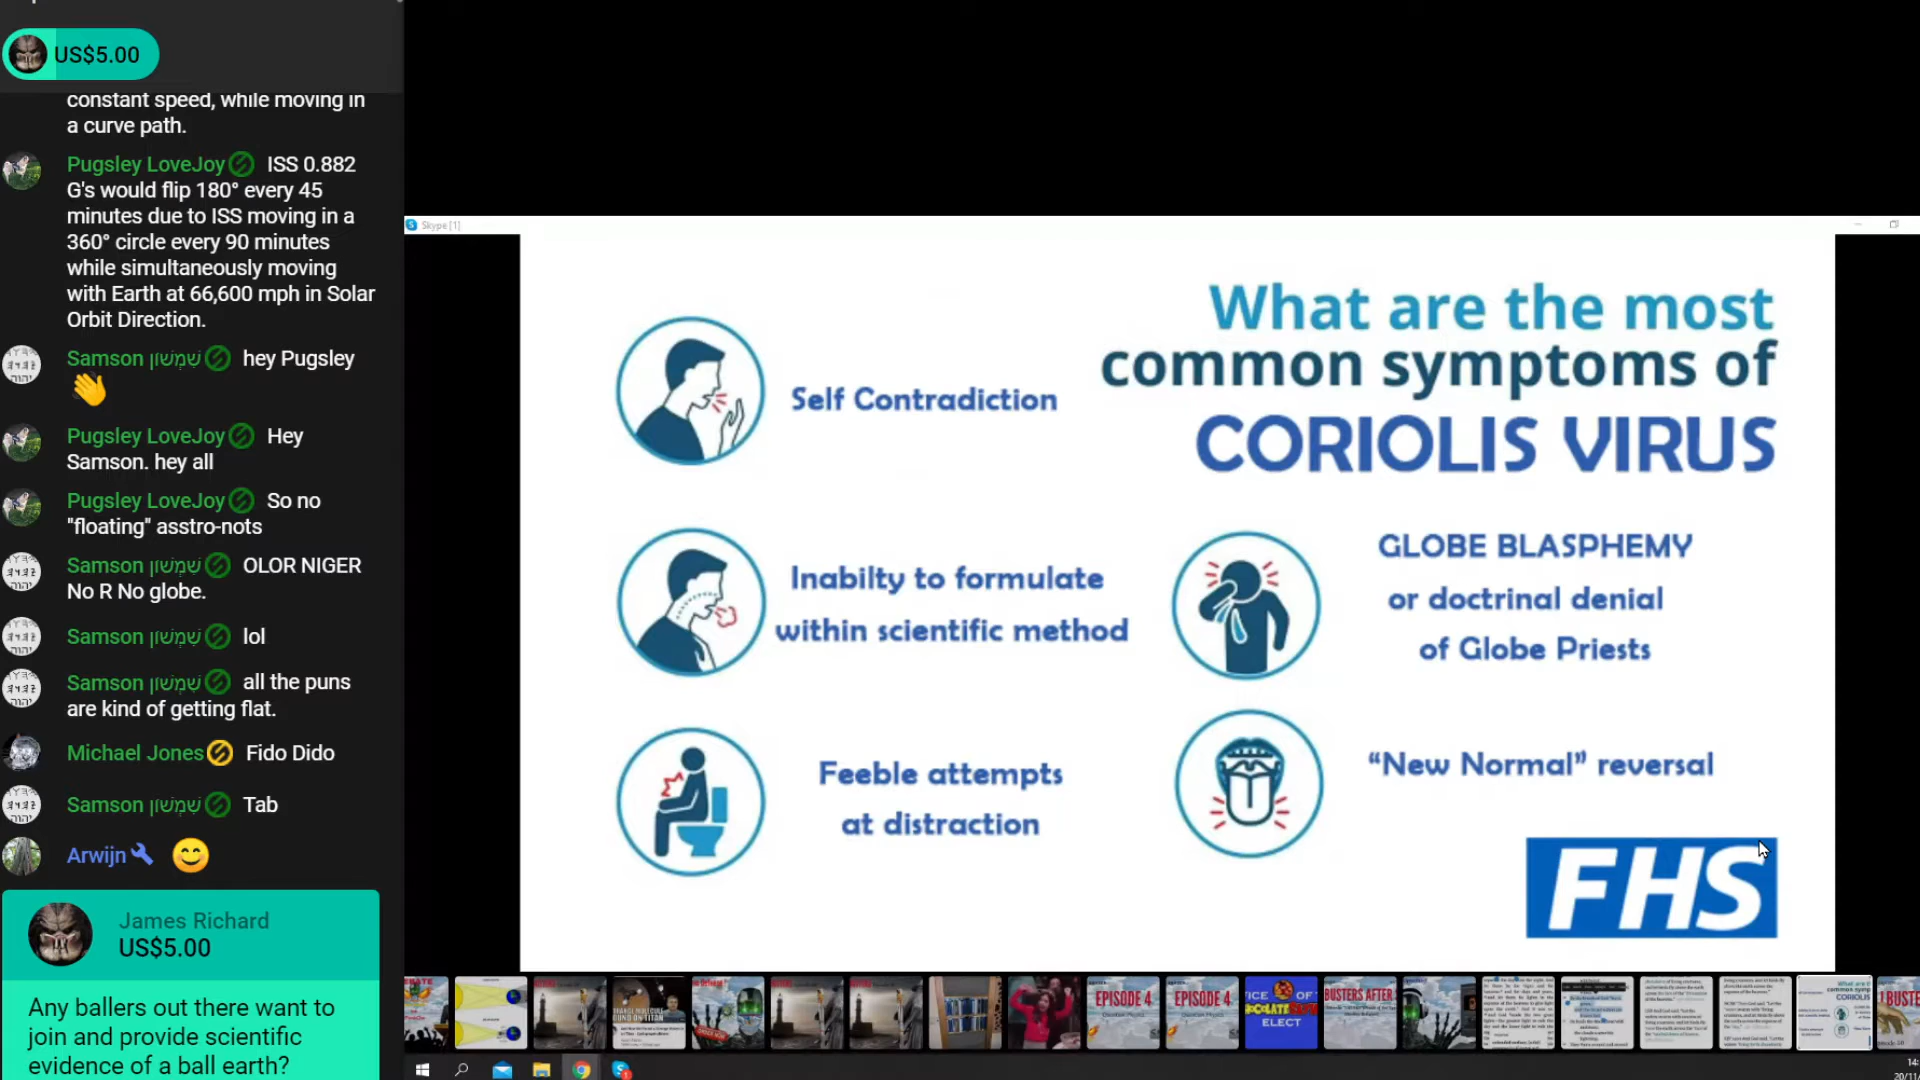 US$5.00
constant speed, while moving in
a curve path.
Pugsley LoveJoy ISS 0.882
G's would flip 180° every 45
minutes due to ISS moving in a
360° circle every 90 minutes
while simultaneously moving
with Earth at 66,600 mph in Solar
Orbit Direction.
Samson שִׁמְשׁוֹן hey Pugsley
👋
Pugsley LoveJoy Hey
Samson. hey all
Pugsley LoveJoy So no
"floating" asstro-nots
Samson שִׁמְשׁוֹן OLOR NIGER
No R No globe.
Samson שִׁמְשׁוֹן lol
Samson שִׁמְשׁוֹן all the puns
are kind of getting flat.
Michael Jones Fido Dido
Samson שִׁמְשׁוֹן Tab
Arwijn 😊
James Richard
US$5.00
Any ballers out there want to
join and provide scientific
evidence of a ball earth?
Skype [1]
What are the most
common symptoms of
CORIOLIS VIRUS
Self Contradiction
Inabilty to formulate
within scientific method
Feeble attempts
at distraction
GLOBE BLASPHEMY
or doctrinal denial
of Globe Priests
"New Normal" reversal
FHS
EPISODE 4
EPISODE 4
ELECT
BUSTERS AFTER
CORIOLIS
BUST
14:
20/11